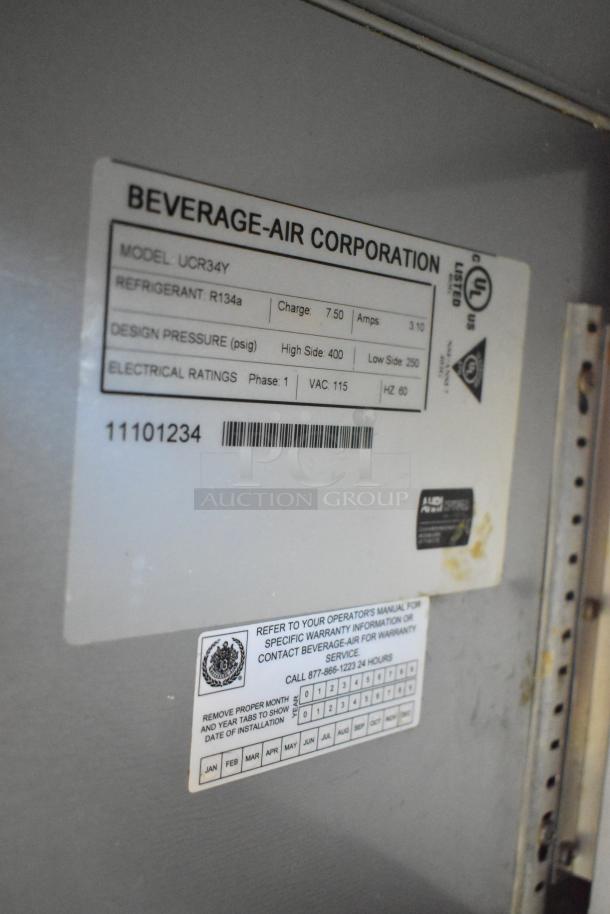 BEVERAGE-AIR CORPORATION
MODEL: UCR34Y
REFRIGERANT: R134a Charge: 7.50 Amps: 3.10
DESIGN PRESSURE (psig) High Side: 400 Low Side: 250
ELECTRICAL RATINGS Phase: 1 VAC: 115 HZ 60
C UL US
LISTED
11101234
PCI
AUCTION GROUP
REFER TO YOUR OPERATOR'S MANUAL FOR
SPECIFIC WARRANTY INFORMATION OR
CONTACT BEVERAGE-AIR FOR WARRANTY
SERVICE.
CALL 877-866-1223 24 HOURS
REMOVE PROPER MONTH
AND YEAR TABS TO SHOW
DATE OF INSTALLATION
YEAR
0 1 2 3 4 5 6 7 8 9
0 1 2 3 4 5 6 7 8 9
JAN FEB MAR APR MAY JUN JUL AUG SEP OCT NOV DEC